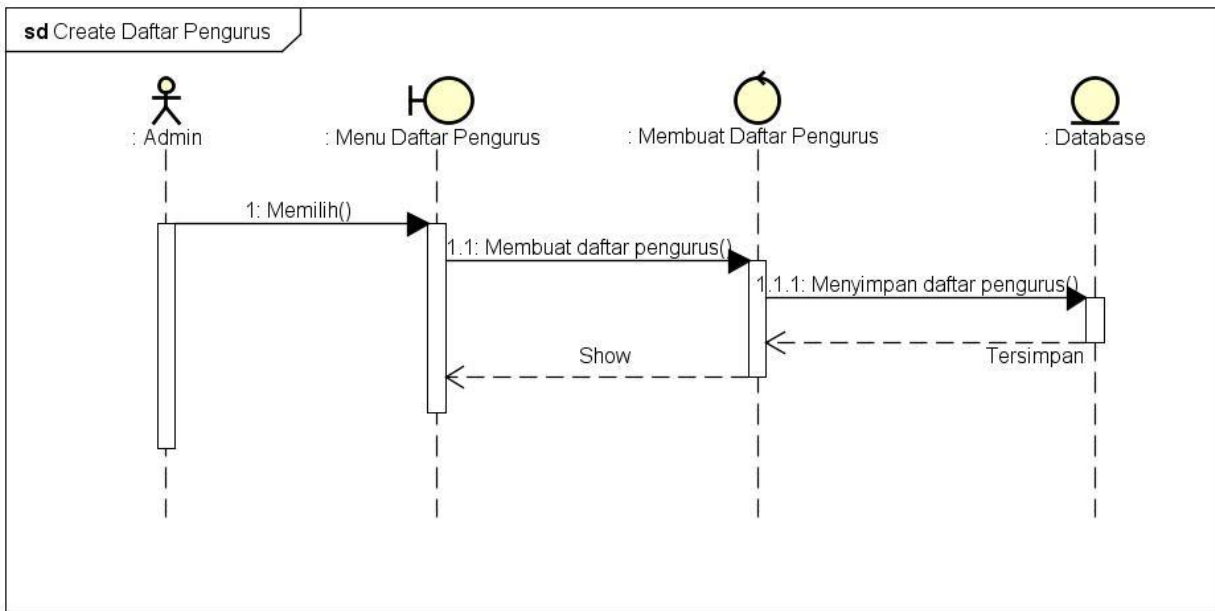 sd Create Daftar Pengurus
: Admin
: Menu Daftar Pengurus
: Membuat Daftar Pengurus
: Database
1: Memilih()
1.1: Membuat daftar pengurus()
1.1.1: Menyimpan daftar pengurus()
Tersimpan
Show